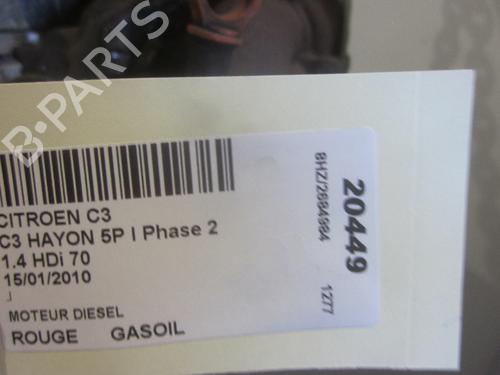 B-PARTS
CITROEN C3
C3 HAYON 5P I Phase 2
1.4 HDi 70
15/01/2010
MOTEUR DIESEL
ROUGE GASOIL
8HZ/2684984 1277
20449